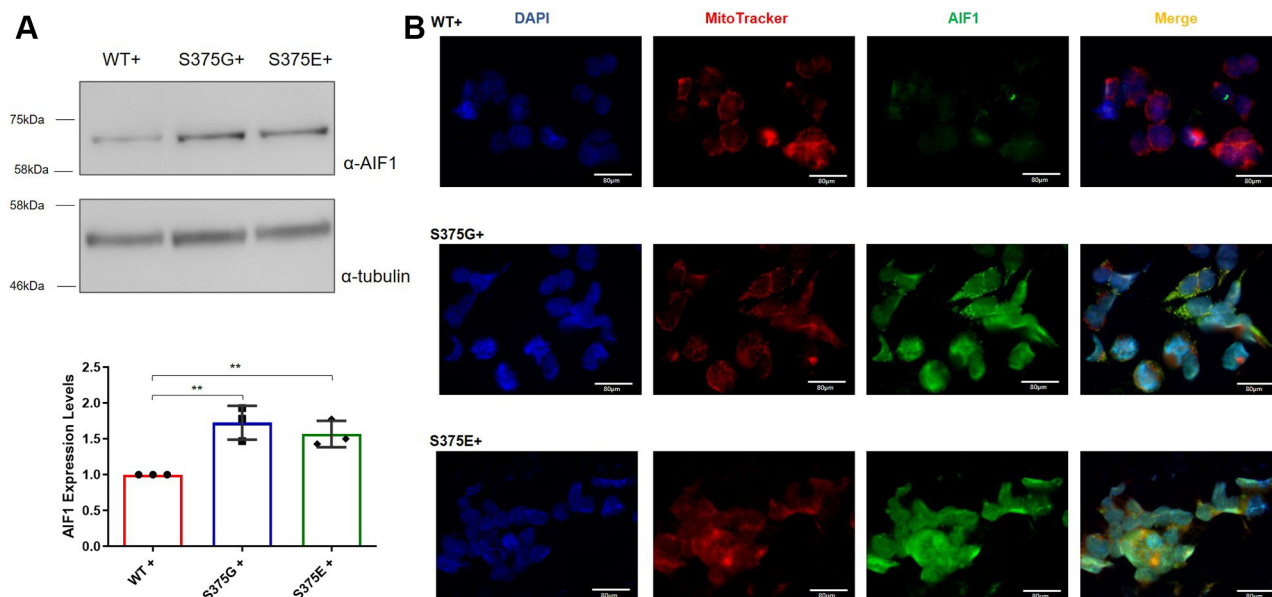 A
WT+ S375G+ S375E+
75kDa
58kDa
α-AIF1
58kDa
46kDa
α-tubulin
AIF1 Expression Levels
2.5
2.0
1.5
1.0
0.5
0.0
**
**
WT +
S375G +
S375E +
B
DAPI MitoTracker AIF1 Merge
WT+
80µm 80µm 80µm 80µm
S375G+
80µm 80µm 80µm 80µm
S375E+
80µm 80µm 80µm 80µm